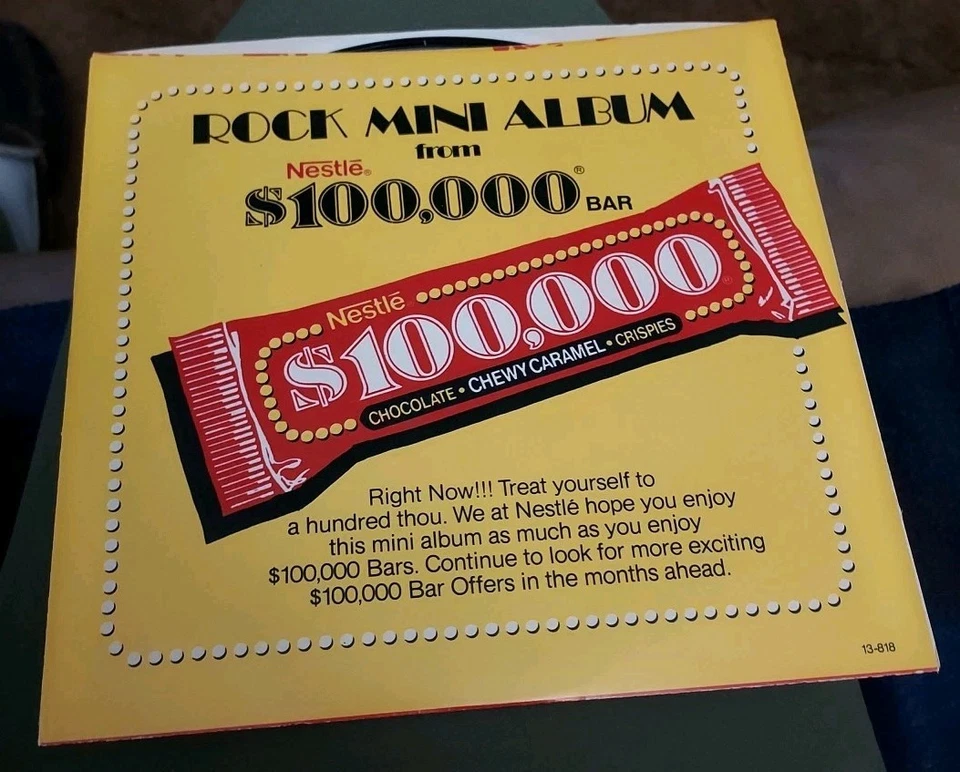 ROCK MINI ALBUM
from
Nestlé®
$100,000® BAR
Nestlé
$100,000®
CHOCOLATE • CHEWY CARAMEL • CRISPIES
Right Now!!! Treat yourself to
a hundred thou. We at Nestlé hope you enjoy
this mini album as much as you enjoy
$100,000 Bars. Continue to look for more exciting
$100,000 Bar Offers in the months ahead.
13-818